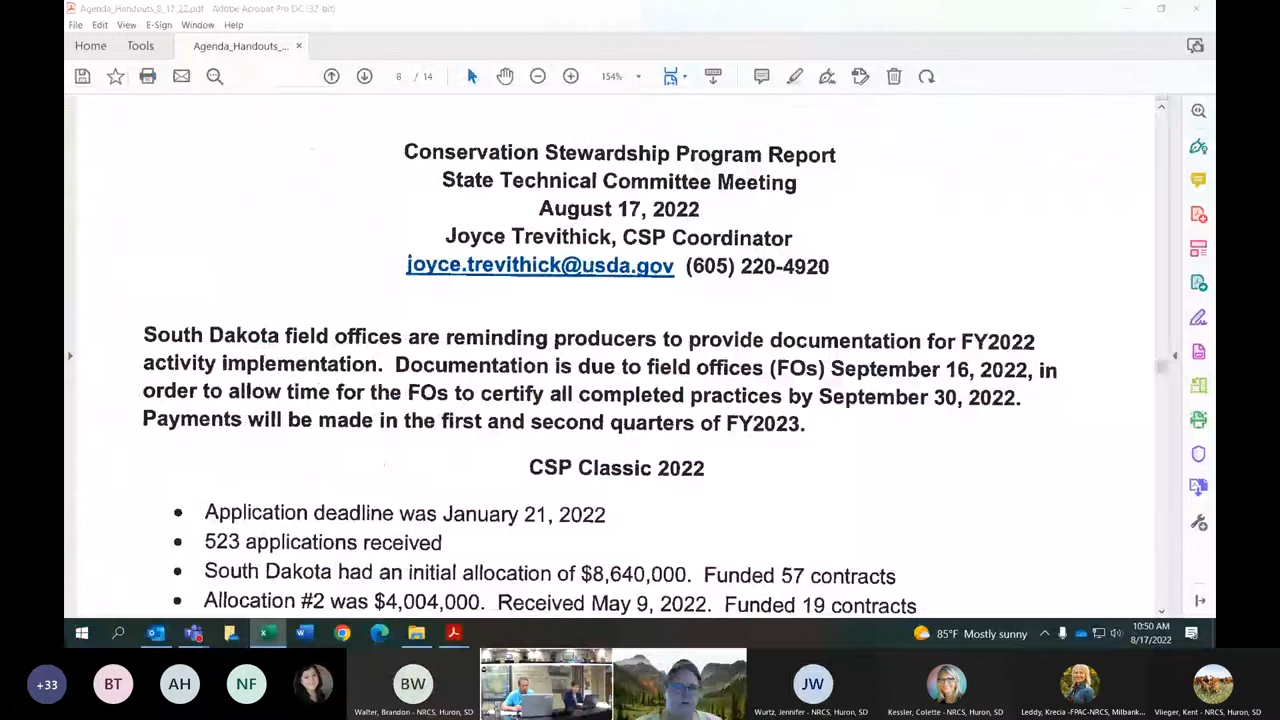 Agenda_Handouts_8_17_22.pdf - Adobe Acrobat Pro DC (32-bit)
File Edit View E-Sign Window Help
Home Tools Agenda_Handouts_... ×
8 / 14 154%
Conservation Stewardship Program Report
State Technical Committee Meeting
August 17, 2022
Joyce Trevithick, CSP Coordinator
joyce.trevithick@usda.gov (605) 220-4920
South Dakota field offices are reminding producers to provide documentation for FY2022
activity implementation. Documentation is due to field offices (FOs) September 16, 2022, in
order to allow time for the FOs to certify all completed practices by September 30, 2022.
Payments will be made in the first and second quarters of FY2023.
CSP Classic 2022
• Application deadline was January 21, 2022
• 523 applications received
• South Dakota had an initial allocation of $8,640,000. Funded 57 contracts
• Allocation #2 was $4,004,000. Received May 9, 2022. Funded 19 contracts
85°F Mostly sunny
10:50 AM
8/17/2022
+33 BT AH NF BW JW
Walter, Brandon - NRCS, Huron, SD
Wurtz, Jennifer - NRCS, Huron, SD
Kessler, Colette - NRCS, Huron, SD
Leddy, Krecia -FPAC-NRCS, Milbank...
Vlieger, Kent - NRCS, Huron, SD